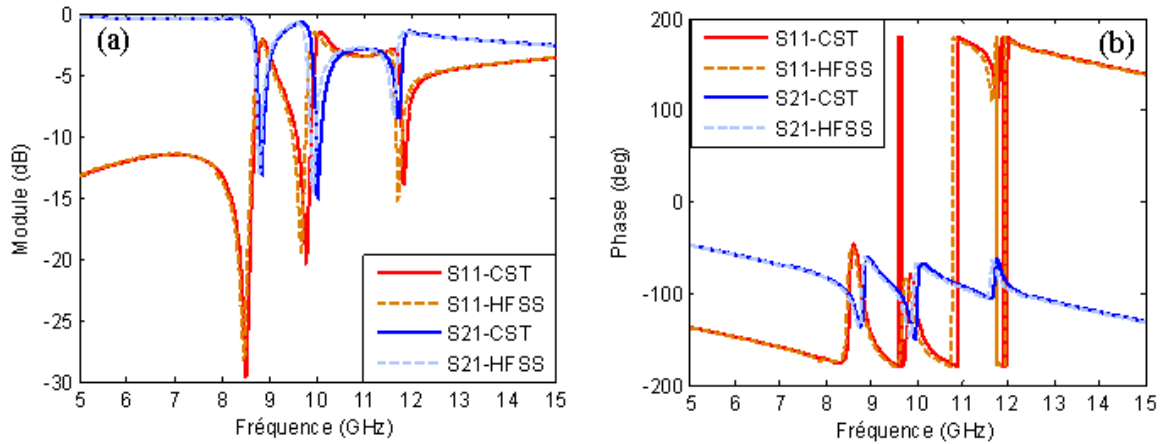 (a)
0
-5
-10
-15
-20
-25
-30
Module (dB)
5 6 7 8 9 10 11 12 13 14 15
Fréquence (GHz)
S11-CST
S11-HFSS
S21-CST
S21-HFSS
(b)
200
100
0
-100
-200
Phase (deg)
5 6 7 8 9 10 11 12 13 14 15
Fréquence (GHz)
S11-CST
S11-HFSS
S21-CST
S21-HFSS